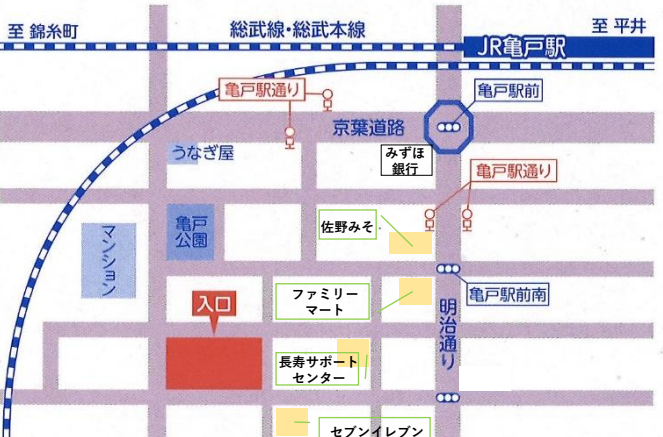 至 錦糸町
総武線・総武本線
至 平井
JR亀戸駅
亀戸駅通り
亀戸駅前
京葉道路
うなぎ屋
みずほ
銀行
亀戸駅通り
亀戸
公園
佐野みそ
マンション
亀戸駅前南
入口
ファミリー
マート
明治通り
長寿サポート
センター
セブンイレブン